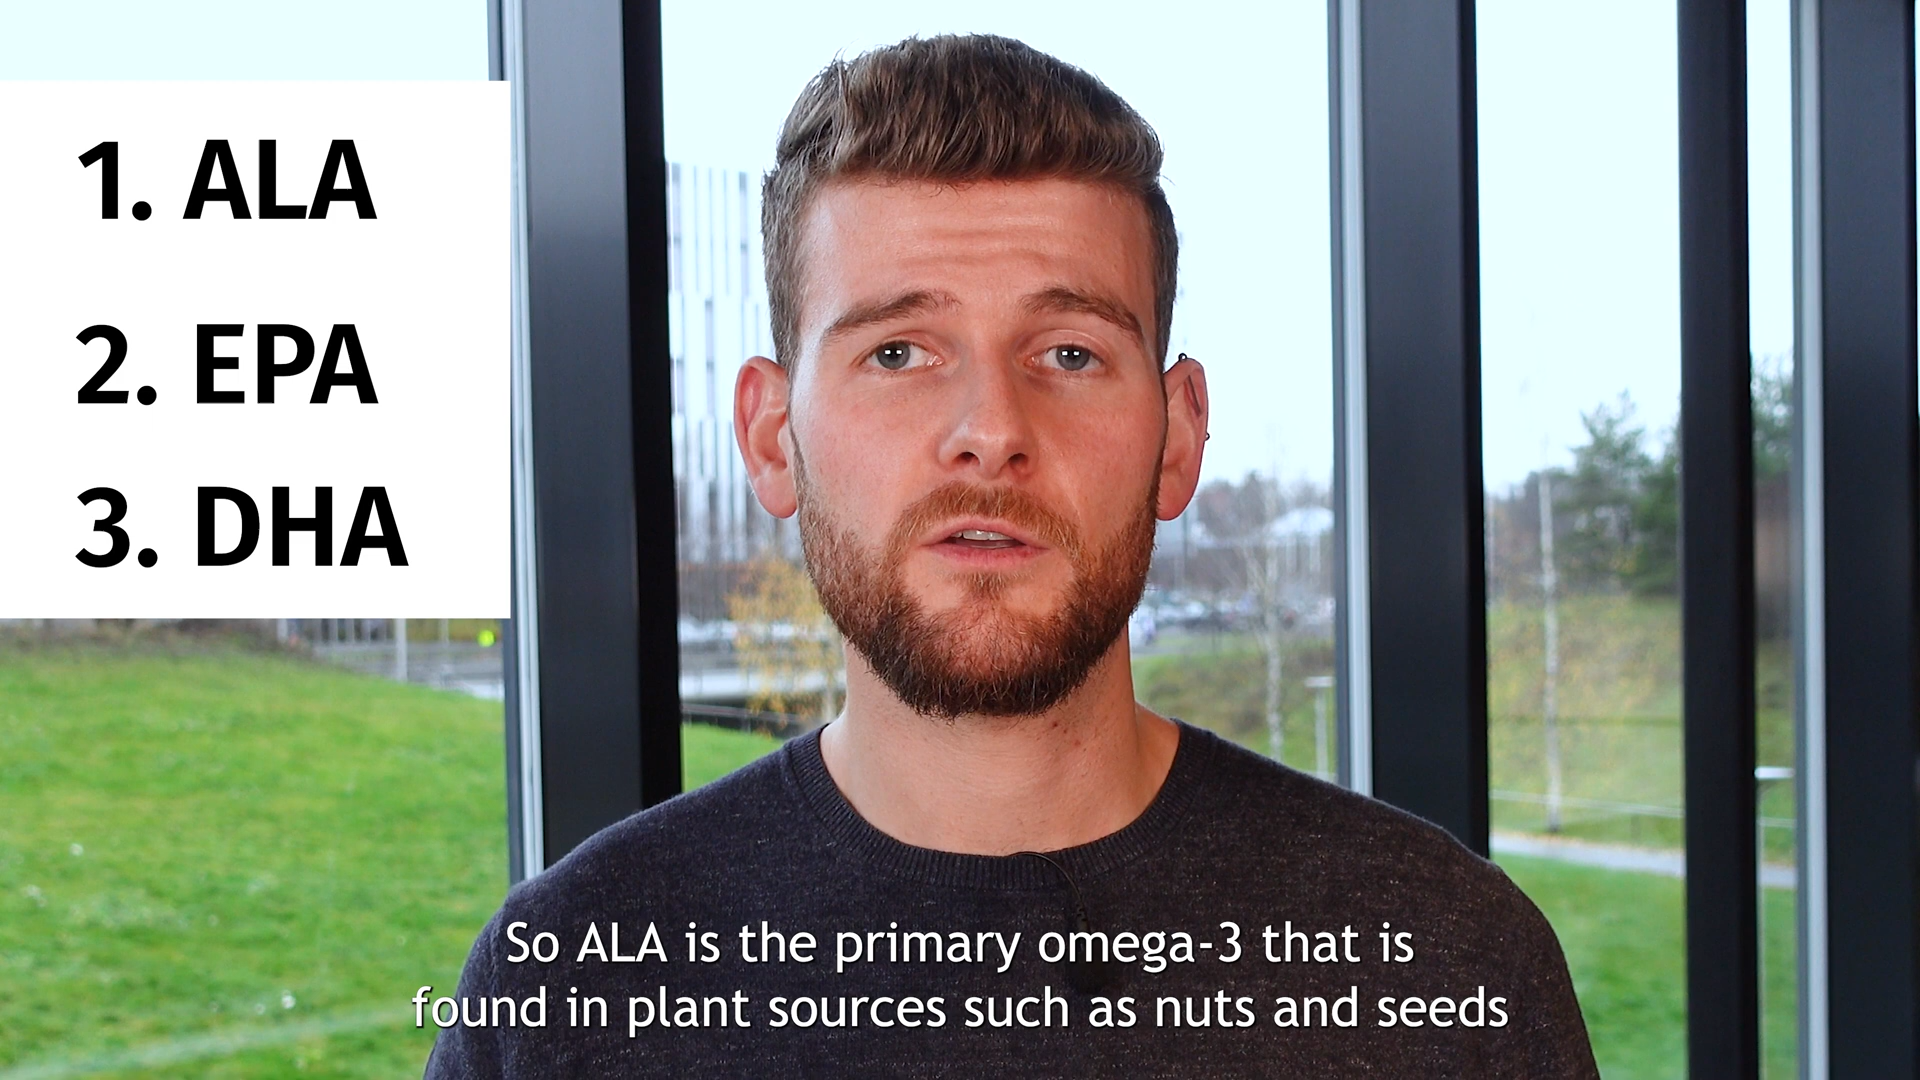 1. ALA
2. EPA
3. DHA
So ALA is the primary omega-3 that is
found in plant sources such as nuts and seeds